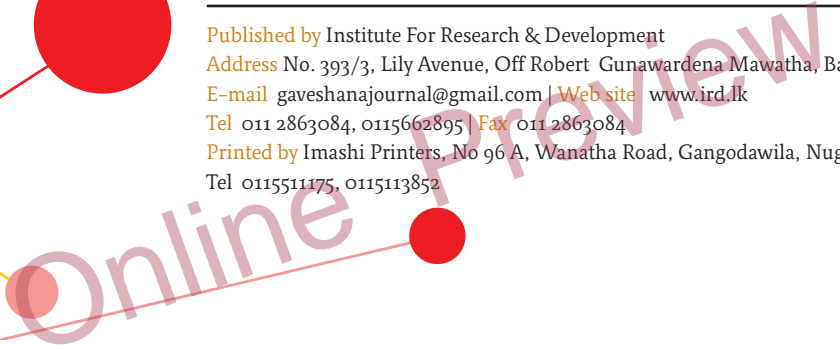 Published by Institute For Research & Development
Address No. 393/3, Lily Avenue, Off Robert Gunawardena Mawatha,
E-mail gaveshanajournal@gmail.com | Web site www.ird.lk
Tel 011 2863084, 0115662895 | Fax 011 2863084
Printed by Imashi Printers, No 96 A, Wanatha Road, Gangodawila,
Tel 0115511175, 0115113852
Online Preview